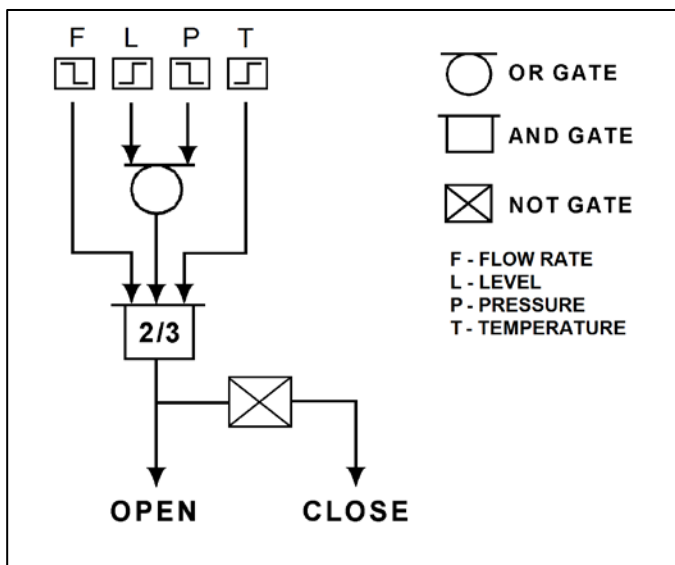 F L P T
OR GATE
AND GATE
NOT GATE
F - FLOW RATE
L - LEVEL
P - PRESSURE
T - TEMPERATURE
2/3
OPEN CLOSE